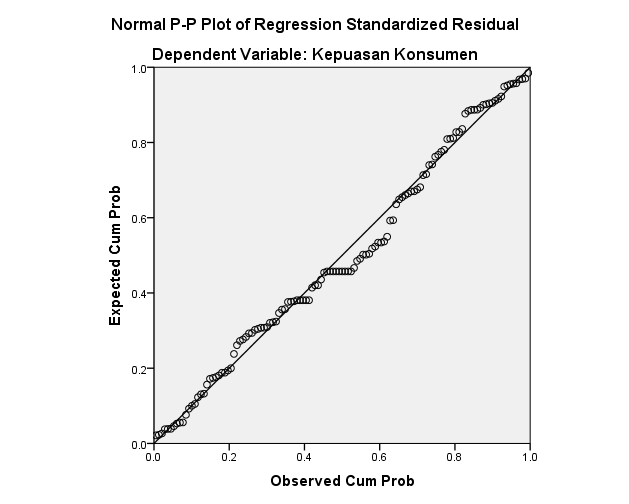 Normal P-P Plot of Regression Standardized Residual
Dependent Variable: Kepuasan Konsumen
1.0
0.8
0.6
0.4
0.2
0.0
Expected Cum Prob
0.0 0.2 0.4 0.6 0.8 1.0
Observed Cum Prob